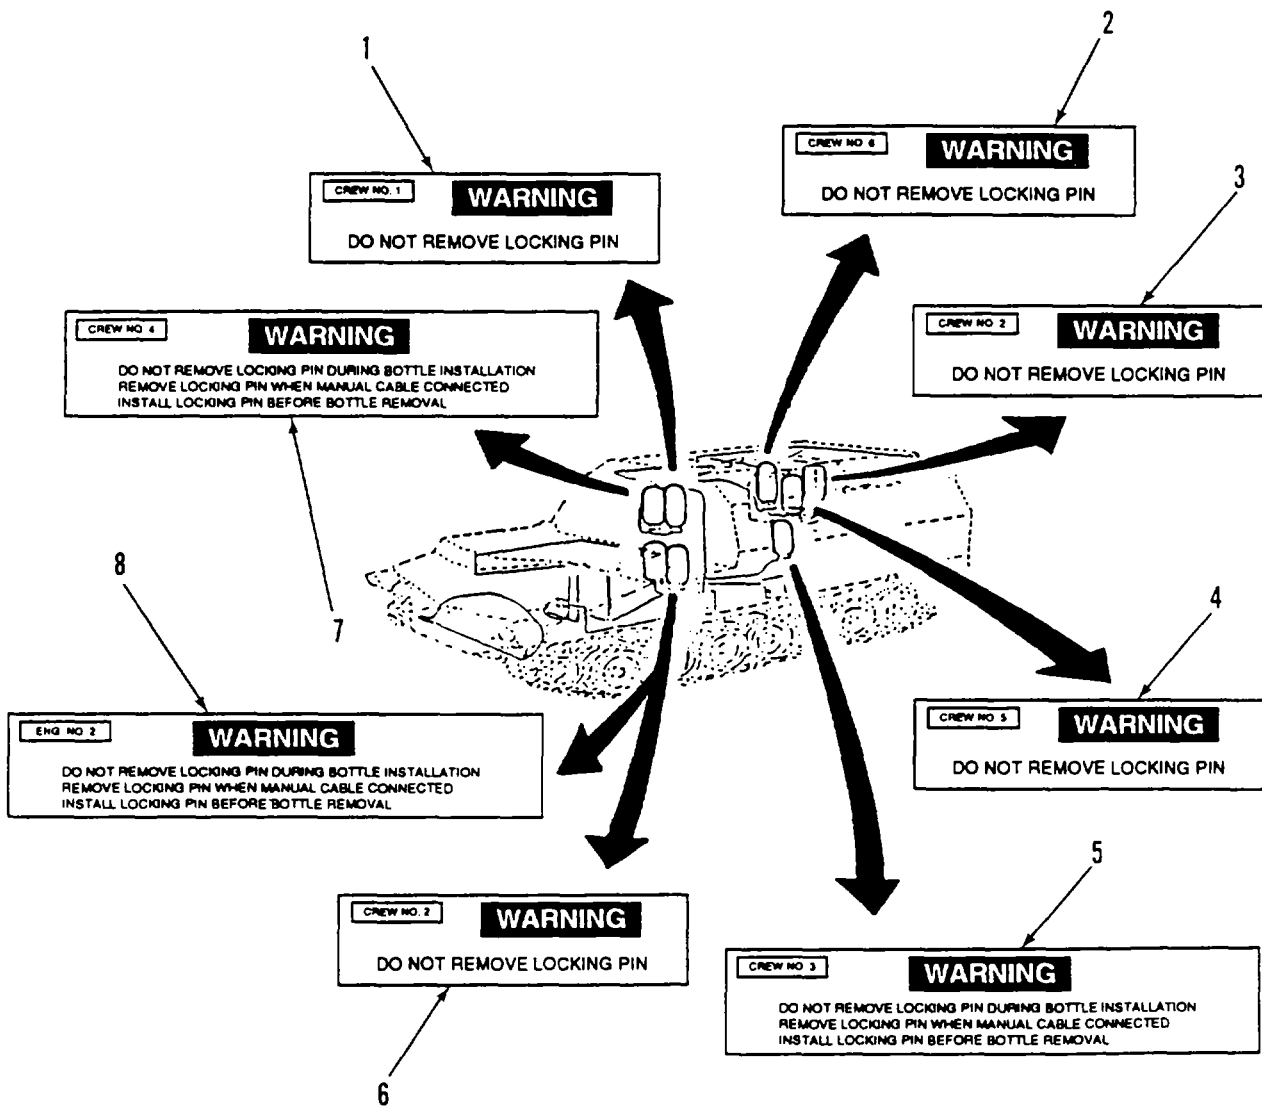 1
2
CREW NO. 6
WARNING
DO NOT REMOVE LOCKING PIN
CREW NO. 1
WARNING
DO NOT REMOVE LOCKING PIN
3
CREW NO. 2
WARNING
DO NOT REMOVE LOCKING PIN
CREW NO. 4
WARNING
DO NOT REMOVE LOCKING PIN DURING BOTTLE INSTALLATION
REMOVE LOCKING PIN WHEN MANUAL CABLE CONNECTED
INSTALL LOCKING PIN BEFORE BOTTLE REMOVAL
7
8
ENG. NO. 2
WARNING
DO NOT REMOVE LOCKING PIN DURING BOTTLE INSTALLATION
REMOVE LOCKING PIN WHEN MANUAL CABLE CONNECTED
INSTALL LOCKING PIN BEFORE BOTTLE REMOVAL
4
CREW NO. 5
WARNING
DO NOT REMOVE LOCKING PIN
CREW NO. 2
WARNING
DO NOT REMOVE LOCKING PIN
6
5
CREW NO. 3
WARNING
DO NOT REMOVE LOCKING PIN DURING BOTTLE INSTALLATION
REMOVE LOCKING PIN WHEN MANUAL CABLE CONNECTED
INSTALL LOCKING PIN BEFORE BOTTLE REMOVAL